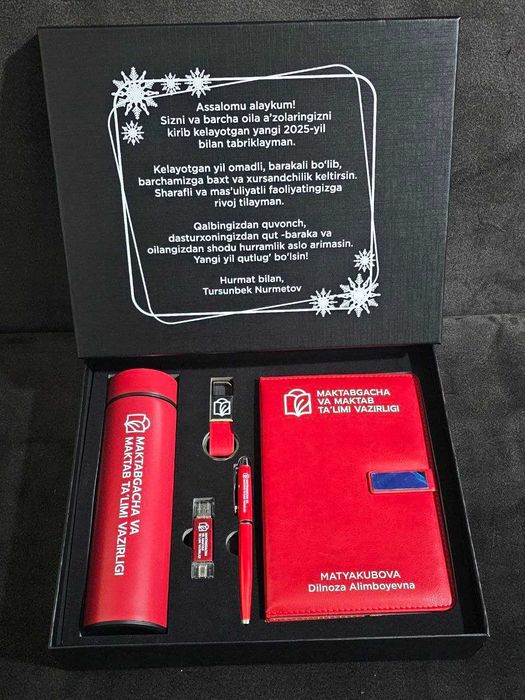 Assalomu alaykum!
Sizni va barcha oila a'zolaringizni
kirib kelayotgan yangi 2025-yil
bilan tabriklayman.
Kelayotgan yil omadli, barakali bo'lib,
barchamizga baxt va xursandchilik keltirsin.
Sharafli va mas'uliyatli faoliyatingizga
rivoj tilayman.
Qalbingizdan quvonch,
dasturxoningizdan qut -baraka va
oilangizdan shodu hurramlik aslo arimasin.
Yangi yil qutlug' bo'lsin!
Hurmat bilan,
Tursunbek Nurmetov
MAKTABGACHA VA
MAKTAB TA'LIMI VAZIRLIGI
MAKTABGACHA
VA MAKTAB
TA'LIMI VAZIRLIGI
MATYAKUBOVA
Dilnoza Alimboyevna